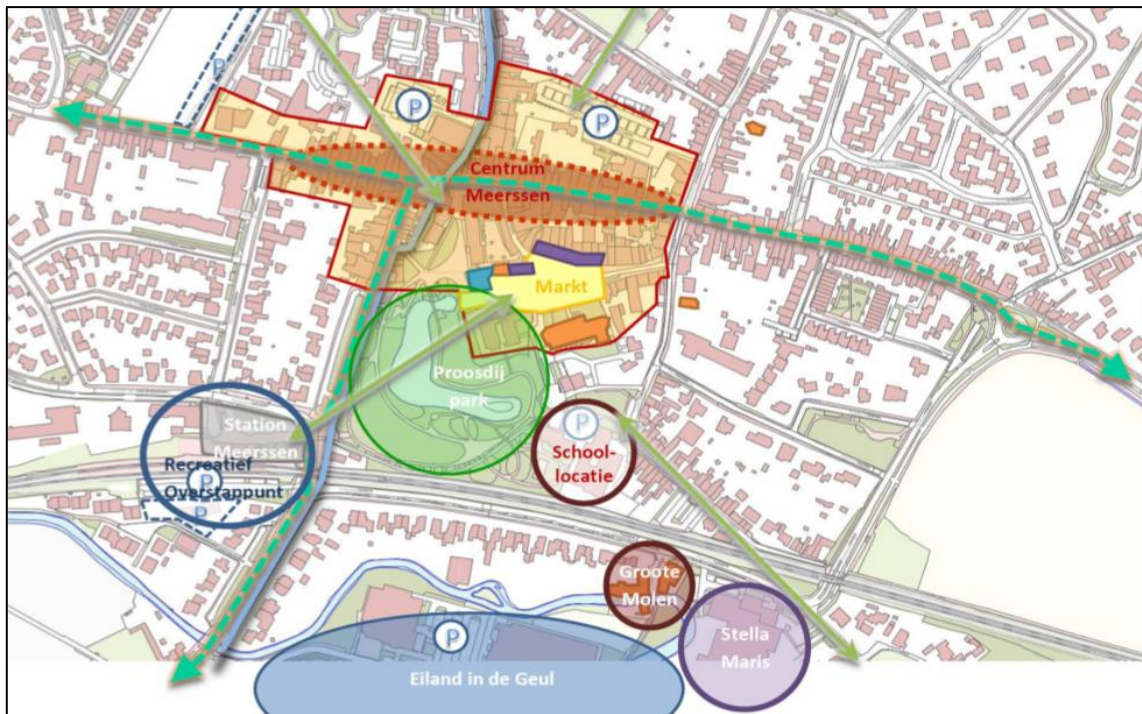 P
P
P
Centrum
Meerssen
Markt
Proosdij
park
Station
Meerssen
Recreatief
Overstappunt
P
P
P
School-
locatie
Groote
Molen
Stella
Maris
P
Eiland in de Geul